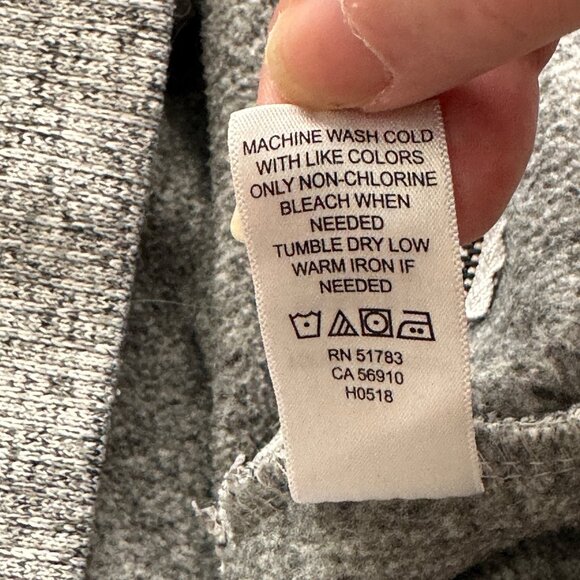 MACHINE WASH COLD
WITH LIKE COLORS
ONLY NON-CHLORINE
BLEACH WHEN
NEEDED
TUMBLE DRY LOW
WARM IRON IF
NEEDED
RN 51783
CA 56910
H0518